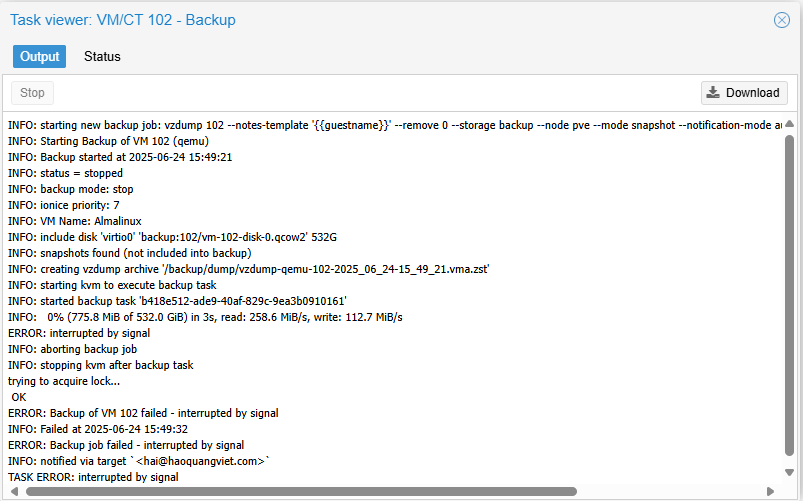 Task viewer: VM/CT 102 - Backup
Output Status
Stop Download
INFO: starting new backup job: vzdump 102 --notes-template '{{guestname}}' --remove 0 --storage backup --node pve --mode snapshot --notification-mode au
INFO: Starting Backup of VM 102 (qemu)
INFO: Backup started at 2025-06-24 15:49:21
INFO: status = stopped
INFO: backup mode: stop
INFO: ionice priority: 7
INFO: VM Name: Almalinux
INFO: include disk 'virtio0' 'backup:102/vm-102-disk-0.qcow2' 532G
INFO: snapshots found (not included into backup)
INFO: creating vzdump archive '/backup/dump/vzdump-qemu-102-2025_06_24-15_49_21.vma.zst'
INFO: starting kvm to execute backup task
INFO: started backup task 'b418e512-ade9-40af-829c-9ea3b0910161'
INFO: 0% (775.8 MiB of 532.0 GiB) in 3s, read: 258.6 MiB/s, write: 112.7 MiB/s
ERROR: interrupted by signal
INFO: aborting backup job
INFO: stopping kvm after backup task
trying to acquire lock...
OK
ERROR: Backup of VM 102 failed - interrupted by signal
INFO: Failed at 2025-06-24 15:49:32
ERROR: Backup job failed - interrupted by signal
INFO: notified via target `<hai@haoquangviet.com>`
TASK ERROR: interrupted by signal